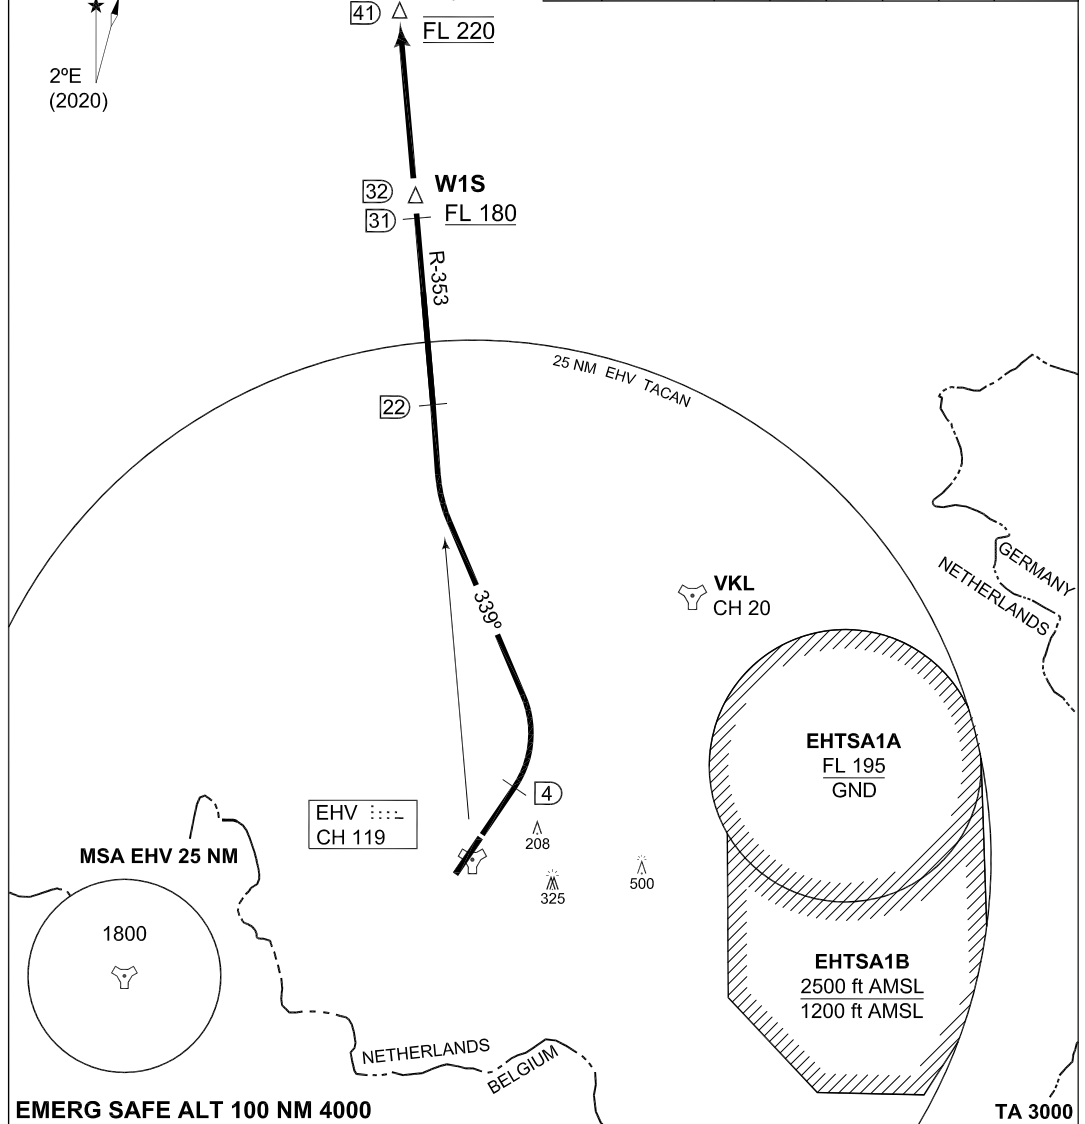 41
FL 220
2ºE
(2020)
32
W1S
31
FL 180
R-353
25 NM EHV TACAN
22
339º
GERMANY
NETHERLANDS
VKL
CH 20
EHTSA1A
FL 195
GND
4
EHV
CH 119
208
325
500
MSA EHV 25 NM
1800
EHTSA1B
2500 ft AMSL
1200 ft AMSL
NETHERLANDS
BELGIUM
EMERG SAFE ALT 100 NM 4000
TA 3000